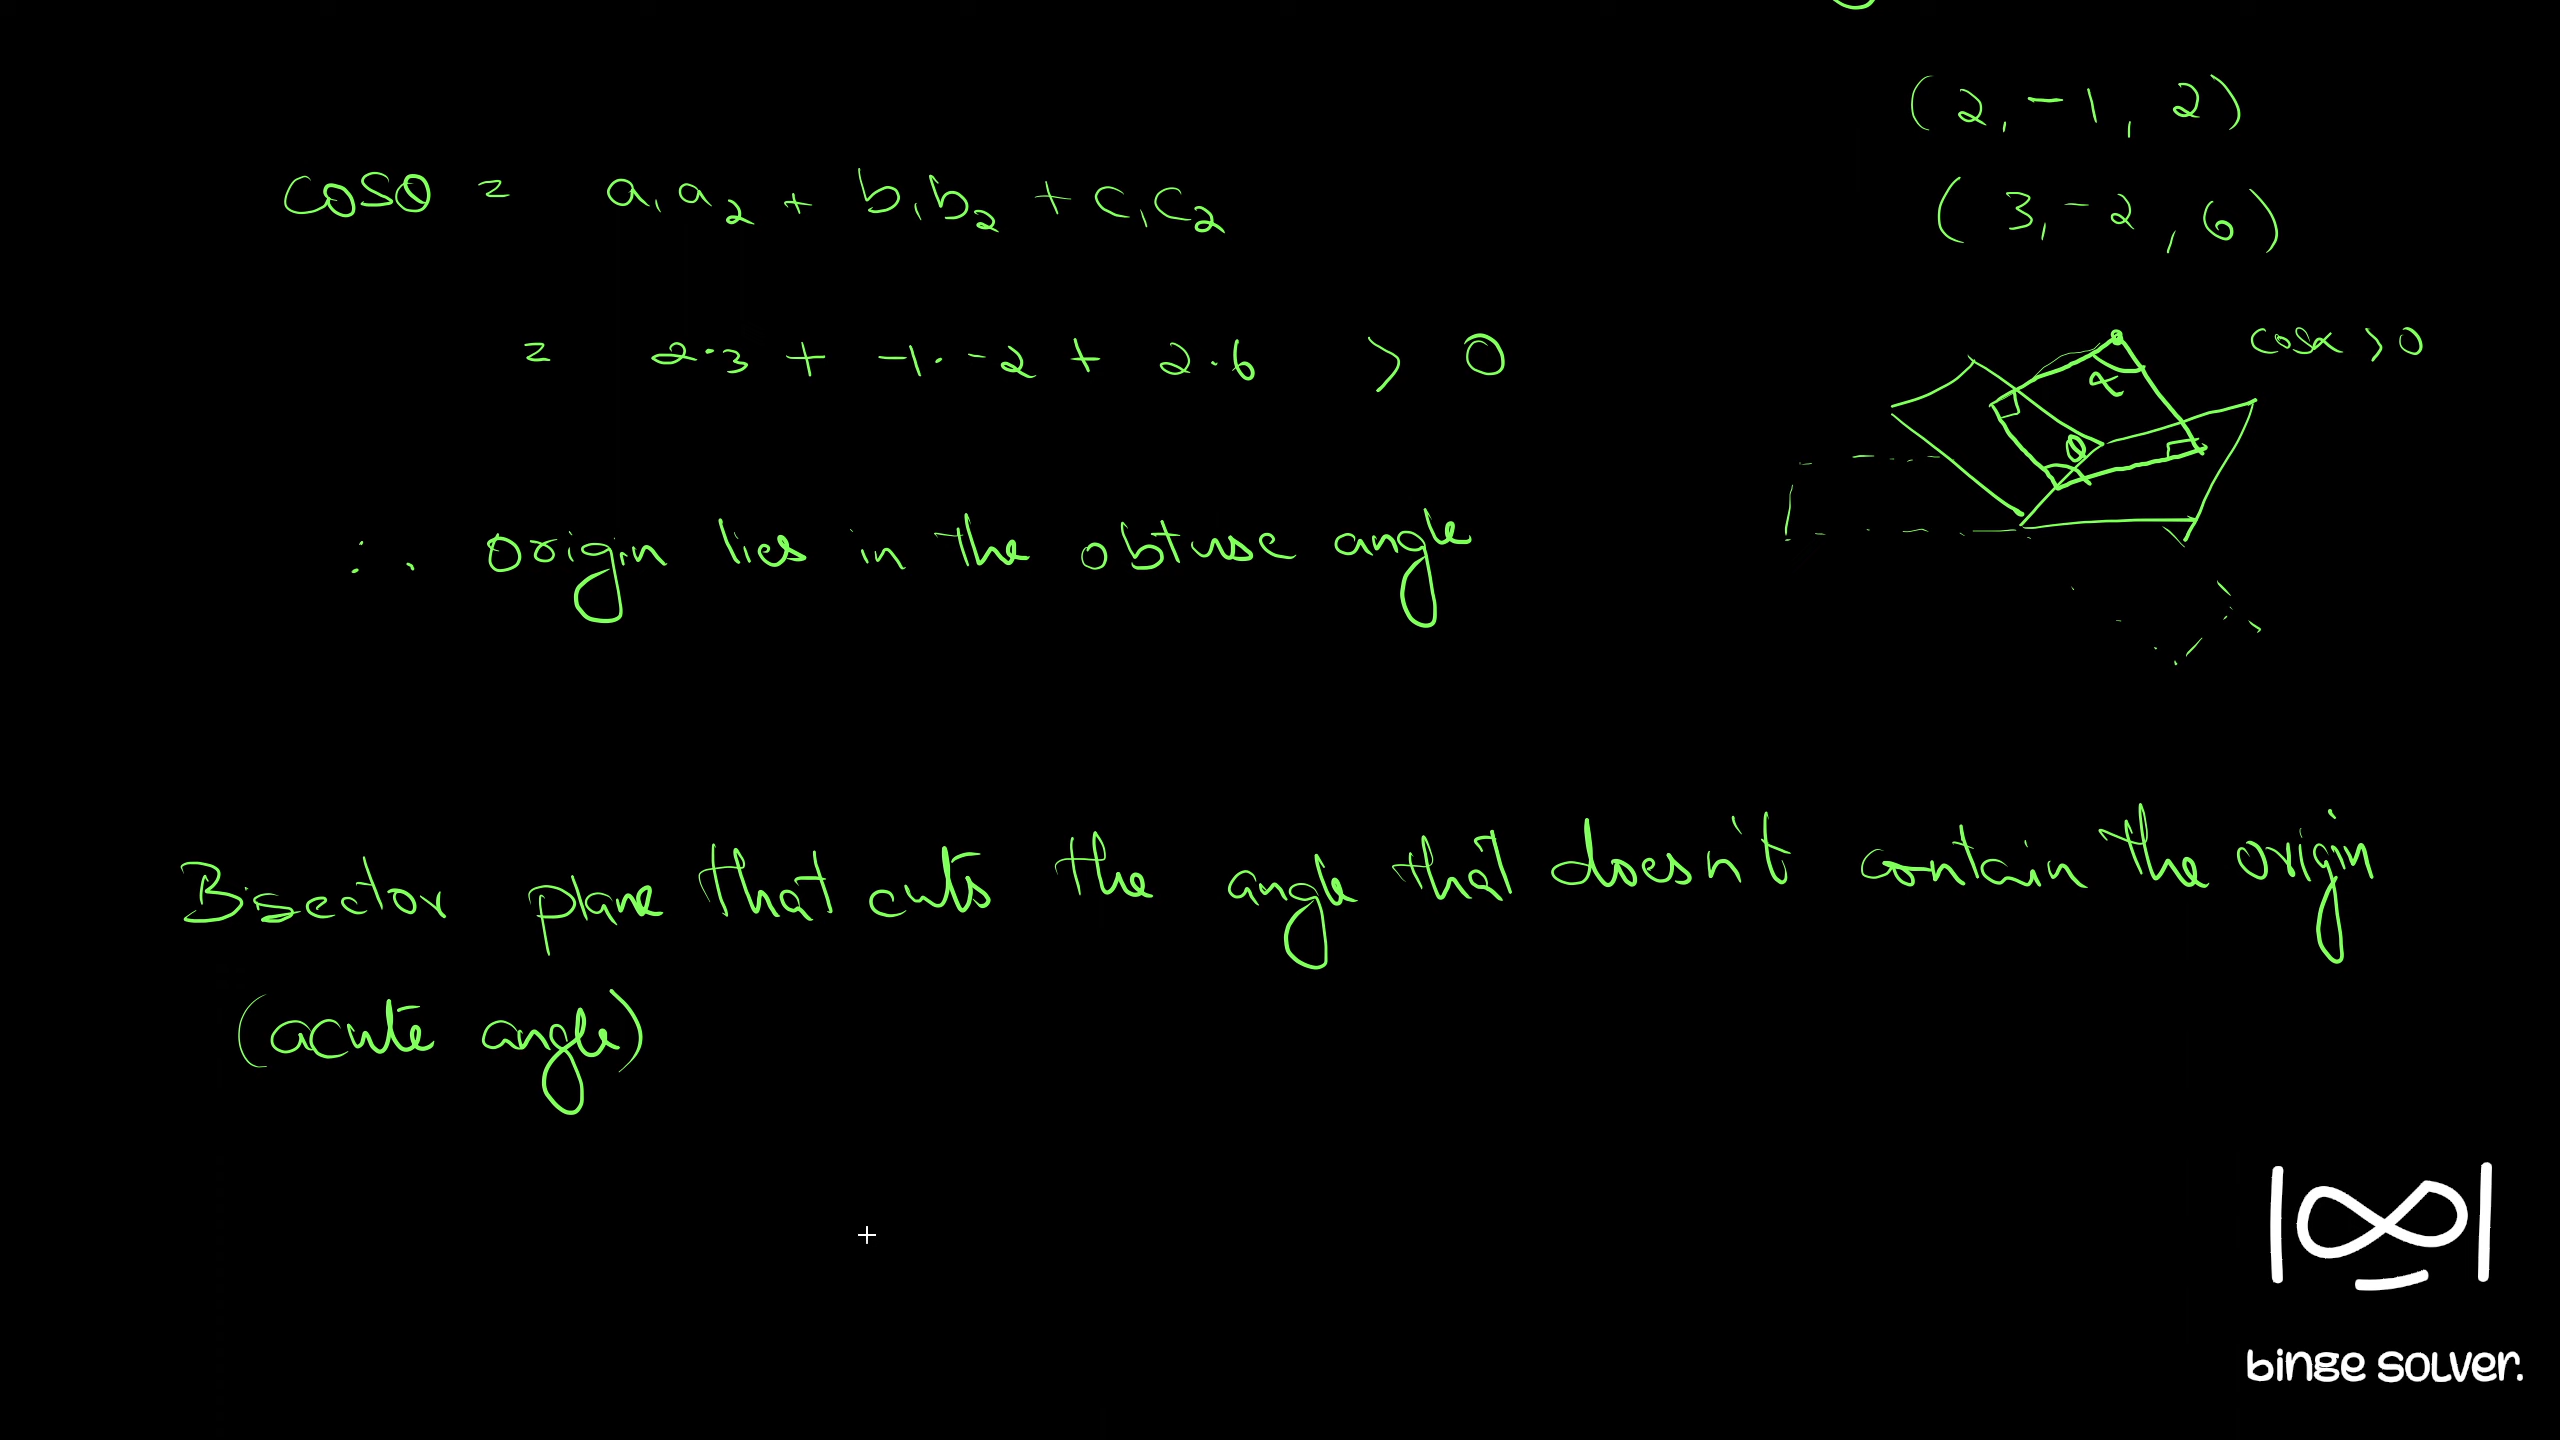 (2, -1, 2)
cosθ = a₁a₂ + b₁b₂ + c₁c₂
(3, -2, 6)
= 2·3 + -1·-2 + 2·6 > 0
cosα > 0
α
θ
∴ origin lies in the obtuse angle
Bisector plane that cuts the angle that doesn't contain the origin
(acute angle)
binge solver.